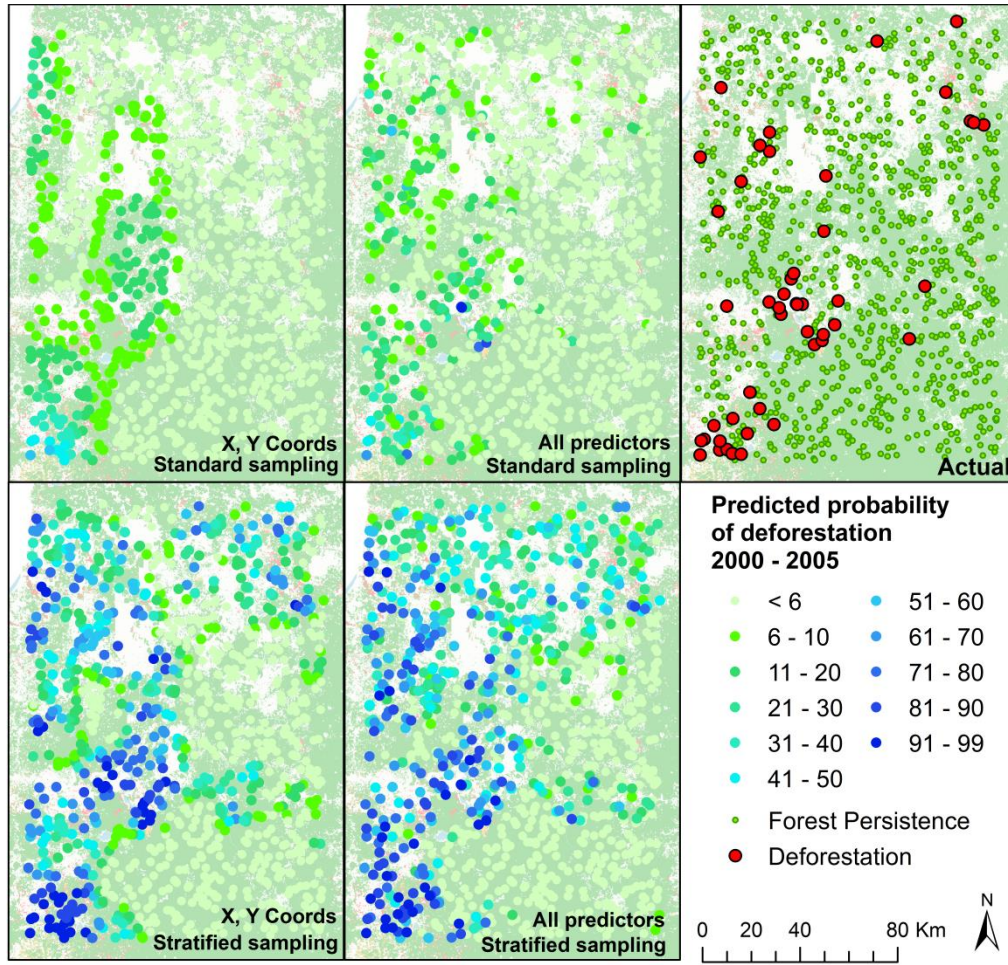 X, Y Coords
Standard sampling
All predictors
Standard sampling
Actual
X, Y Coords
Stratified sampling
All predictors
Stratified sampling
Predicted probability
of deforestation
2000 - 2005
< 6
6 - 10
11 - 20
21 - 30
31 - 40
41 - 50
51 - 60
61 - 70
71 - 80
81 - 90
91 - 99
Forest Persistence
Deforestation
N
0 20 40 80 Km